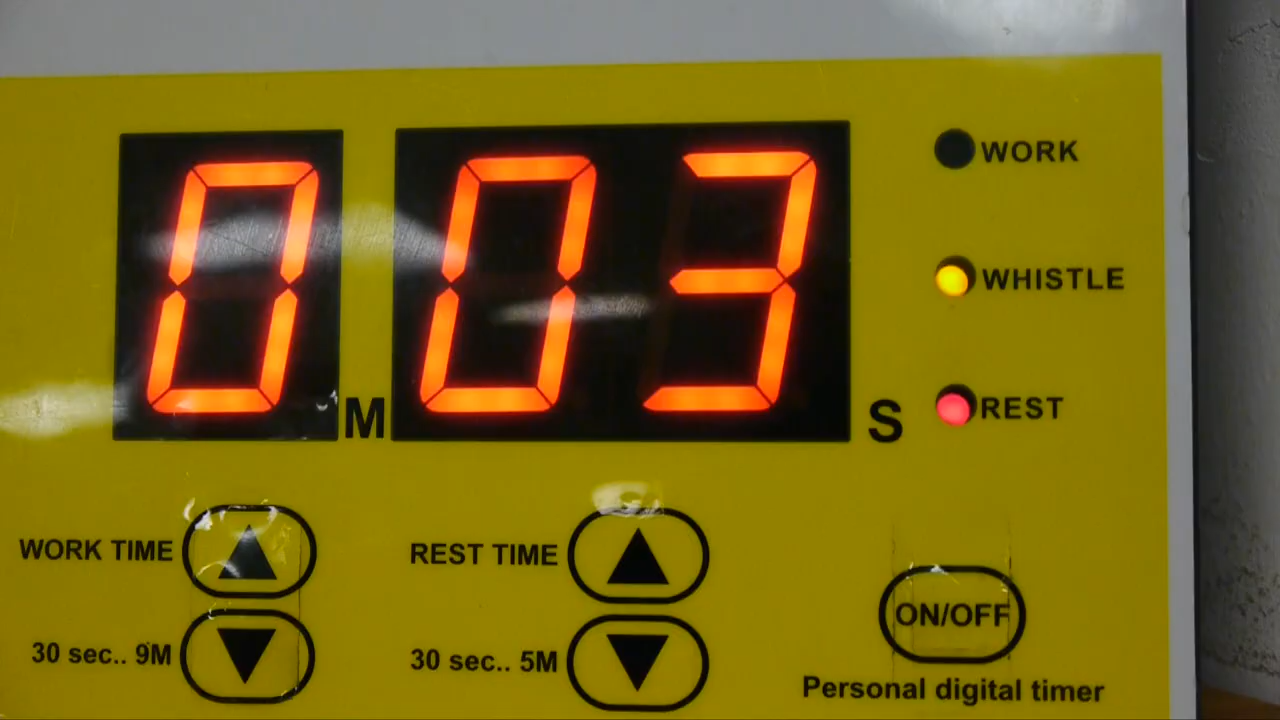 0 M 03 S
WORK
WHISTLE
REST
WORK TIME
REST TIME
30 sec.. 9M
30 sec.. 5M
ON/OFF
Personal digital timer